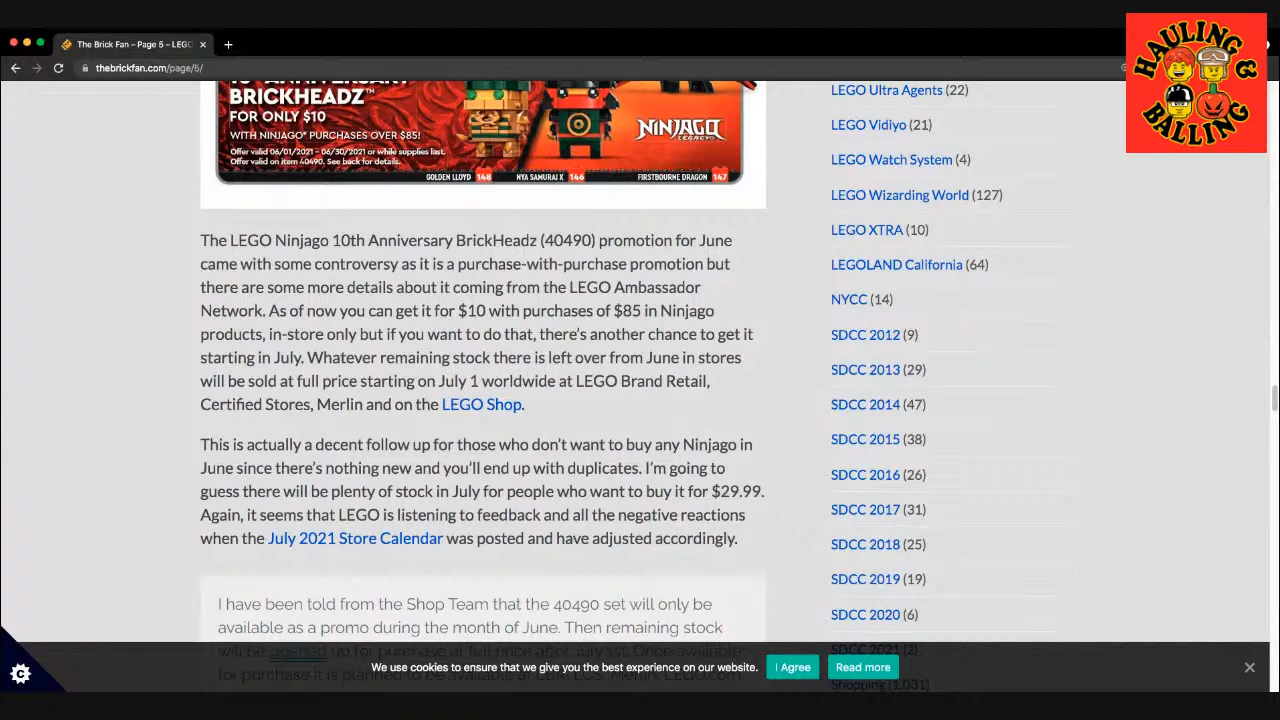 The Brick Fan – Page 5 – LEGO
thebrickfan.com/page/5/
HAULING &
BALLING
BRICKHEADZ™
FOR ONLY $10
WITH NINJAGO® PURCHASES OVER $85!
Offer valid 06/01/2021 - 06/30/2021 or while supplies last.
Offer valid on item 40490. See back for details.
GOLDEN LLOYD 148 NYA SAMURAI X 146 FIRSTBOURNE DRAGON 147
NINJAGO
LEGACY
The LEGO Ninjago 10th Anniversary BrickHeadz (40490) promotion for June
came with some controversy as it is a purchase-with-purchase promotion but
there are some more details about it coming from the LEGO Ambassador
Network. As of now you can get it for $10 with purchases of $85 in Ninjago
products, in-store only but if you want to do that, there’s another chance to get it
starting in July. Whatever remaining stock there is left over from June in stores
will be sold at full price starting on July 1 worldwide at LEGO Brand Retail,
Certified Stores, Merlin and on the LEGO Shop.
This is actually a decent follow up for those who don’t want to buy any Ninjago in
June since there’s nothing new and you’ll end up with duplicates. I’m going to
guess there will be plenty of stock in July for people who want to buy it for $29.99.
Again, it seems that LEGO is listening to feedback and all the negative reactions
when the July 2021 Store Calendar was posted and have adjusted accordingly.
I have been told from the Shop Team that the 40490 set will only be
available as a promo during the month of June. Then remaining stock
will be opened up for purchase at full price after July 1st. Once available
for purchase it is planned to be available at LBR, LCS, Merlin, LEGO.com
LEGO Ultra Agents (22)
LEGO Vidiyo (21)
LEGO Watch System (4)
LEGO Wizarding World (127)
LEGO XTRA (10)
LEGOLAND California (64)
NYCC (14)
SDCC 2012 (9)
SDCC 2013 (29)
SDCC 2014 (47)
SDCC 2015 (38)
SDCC 2016 (26)
SDCC 2017 (31)
SDCC 2018 (25)
SDCC 2019 (19)
SDCC 2020 (6)
SDCC 2021 (2)
Shopping (1,031)
We use cookies to ensure that we give you the best experience on our website. I Agree Read more